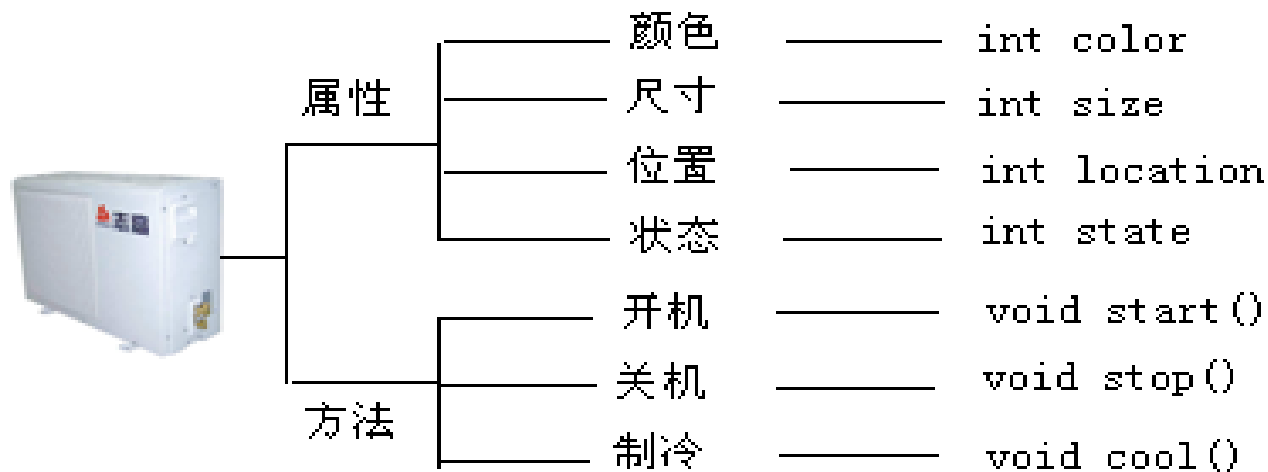 颜色 int color
属性
尺寸 int size
位置 int location
状态 int state
开机 void start()
关机 void stop()
方法
制冷 void cool()